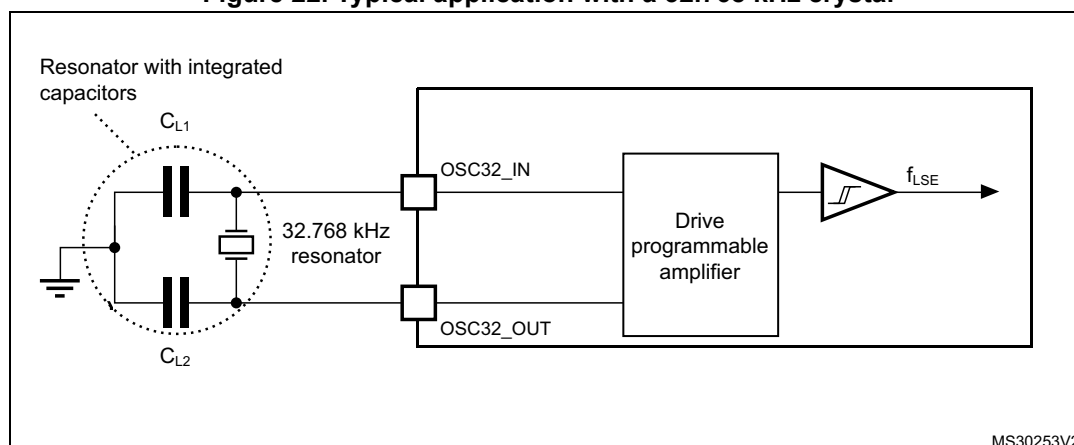 Figure 22. Typical application with a 32.768 kHz crystal
Resonator with integrated
capacitors
CL1
OSC32_IN
fLSE
32.768 kHz
resonator
Drive
programmable
amplifier
OSC32_OUT
CL2
MS30253V2